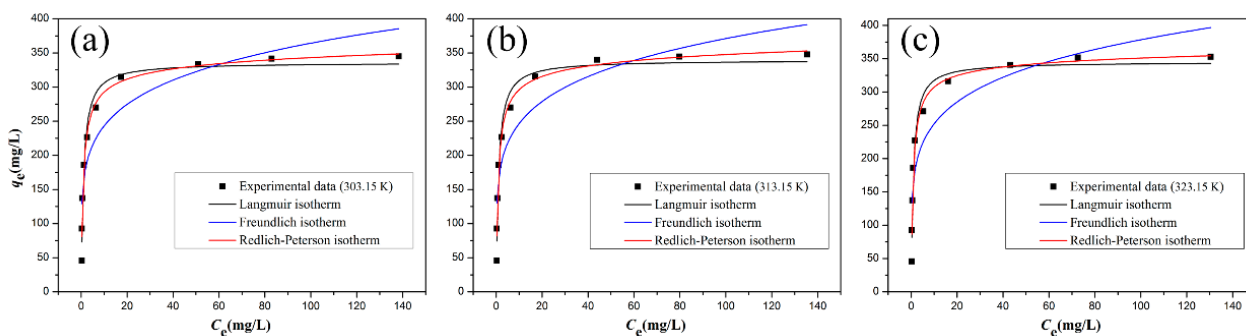 (a)
400
350
300
250
200
150
100
50
0
0 20 40 60 80 100 120 140
qe(mg/L)
Ce(mg/L)
Experimental data (303.15 K)
Langmuir isotherm
Freundlich isotherm
Redlich-Peterson isotherm
(b)
400
350
300
250
200
150
100
50
0
0 20 40 60 80 100 120 140
Ce(mg/L)
Experimental data (313.15 K)
Langmuir isotherm
Freundlich isotherm
Redlich-Peterson isotherm
(c)
400
350
300
250
200
150
100
50
0
0 20 40 60 80 100 120 140
Ce(mg/L)
Experimental data (323.15 K)
Langmuir isotherm
Freundlich isotherm
Redlich-Peterson isotherm